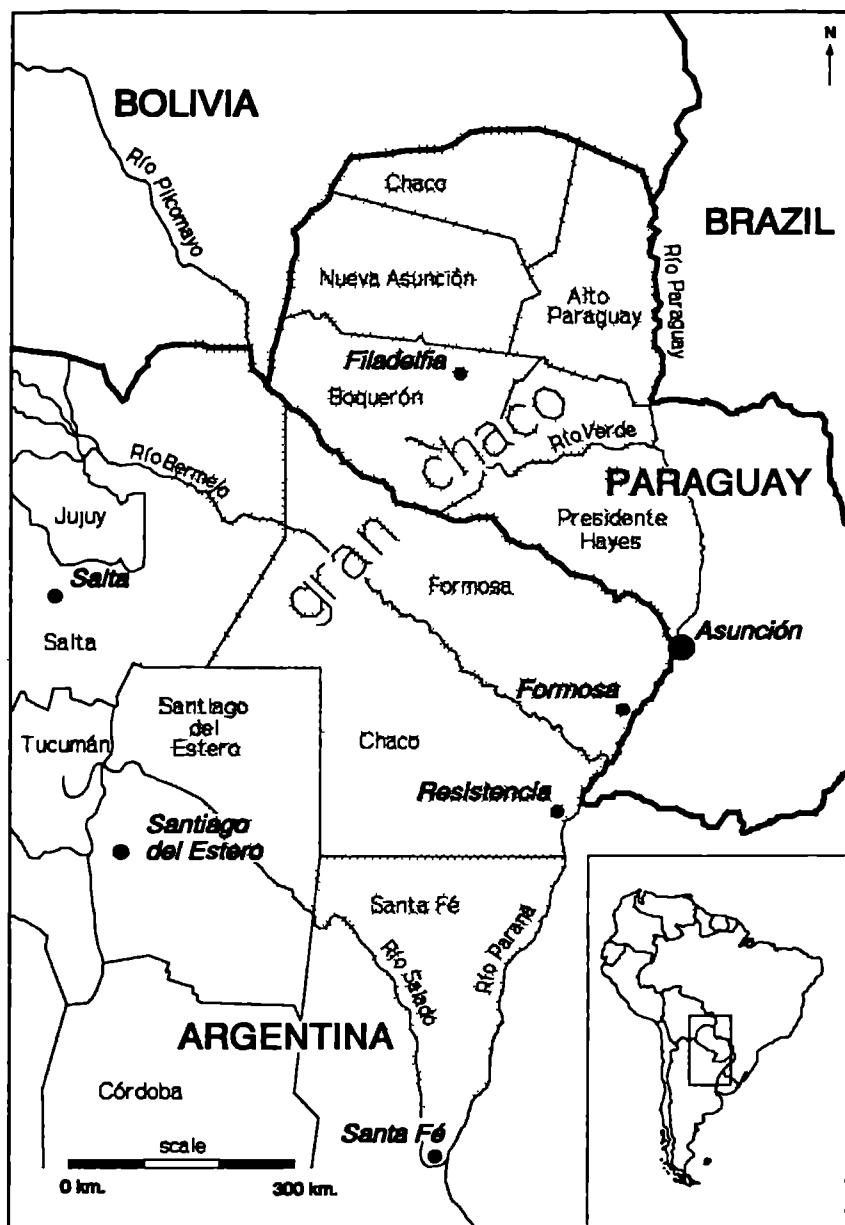 N
BOLIVIA
Río Pilcomayo
Chaco
BRAZIL
Río Paraguay
Nueva Asunción
Alto
Paraguay
Filadelfia
Boquerón
gran chaco
Río Verde
Río Bermejo
PARAGUAY
Presidente
Hayes
Jujuy
Salta
Formosa
Asunción
Salta
Formosa
Santiago
del
Estero
Tucumán
Chaco
Resistencia
Santiago
del Estero
Santa Fé
Río Paraná
Río Salado
ARGENTINA
Córdoba
Santa Fé
scale
0 km.
300 km.